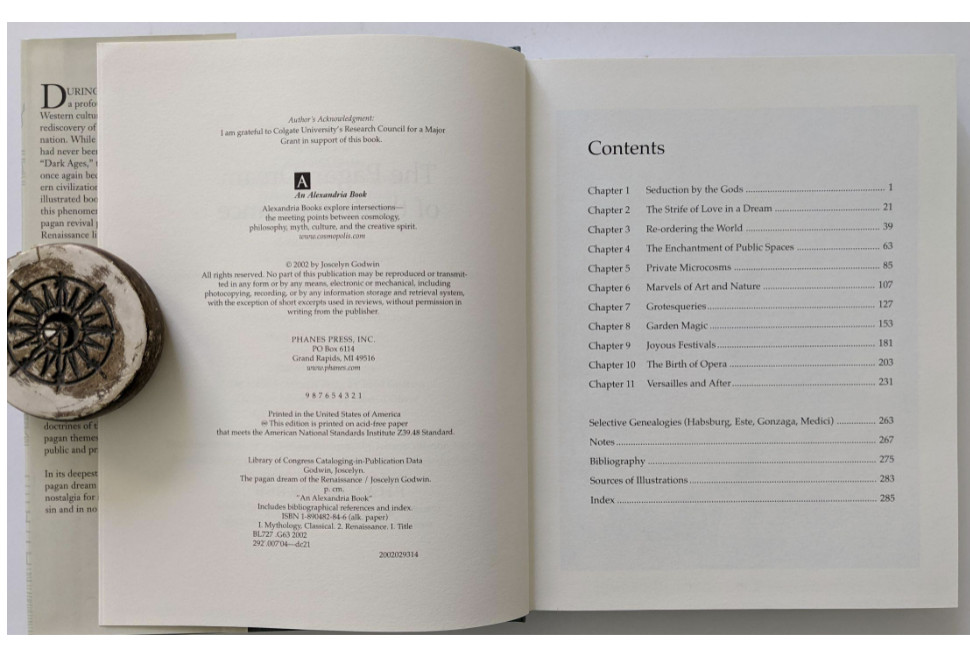 DURING
a profo
Western cultu
rediscovery of
nation. While
had never been
"Dark Ages,"
once again bec
ern civilization
illustrated boo
this phenomen
pagan revival
Renaissance li
doctrines of t
pagan themes
public and pr
In its deepest
pagan dream
nostalgia for
sin and in no
Author's Acknowledgment:
I am grateful to Colgate University's Research Council for a Major
Grant in support of this book.
A
An Alexandria Book
Alexandria Books explore intersections—
the meeting points between cosmology,
philosophy, myth, culture, and the creative spirit.
www.cosmopolis.com
© 2002 by Joscelyn Godwin
All rights reserved. No part of this publication may be reproduced or transmit-
ted in any form or by any means, electronic or mechanical, including
photocopying, recording, or by any information storage and retrieval system,
with the exception of short excerpts used in reviews, without permission in
writing from the publisher.
PHANES PRESS, INC.
PO Box 6114
Grand Rapids, MI 49516
www.phanes.com
9 8 7 6 5 4 3 2 1
Printed in the United States of America
♾ This edition is printed on acid-free paper
that meets the American National Standards Institute Z39.48 Standard.
Library of Congress Cataloging-in-Publication Data
Godwin, Joscelyn.
The pagan dream of the Renaissance / Joscelyn Godwin.
p. cm.
"An Alexandria Book"
Includes bibliographical references and index.
ISBN 1-890482-84-6 (alk. paper)
1. Mythology, Classical. 2. Renaissance. I. Title
BL727 .G63 2002
292'.007'04—dc21
2002029314
Contents
Chapter 1 Seduction by the Gods 1
Chapter 2 The Strife of Love in a Dream 21
Chapter 3 Re-ordering the World 39
Chapter 4 The Enchantment of Public Spaces 63
Chapter 5 Private Microcosms 85
Chapter 6 Marvels of Art and Nature 107
Chapter 7 Grotesqueries 127
Chapter 8 Garden Magic 153
Chapter 9 Joyous Festivals 181
Chapter 10 The Birth of Opera 203
Chapter 11 Versailles and After 231
Selective Genealogies (Habsburg, Este, Gonzaga, Medici) 263
Notes 267
Bibliography 275
Sources of Illustrations 283
Index 285